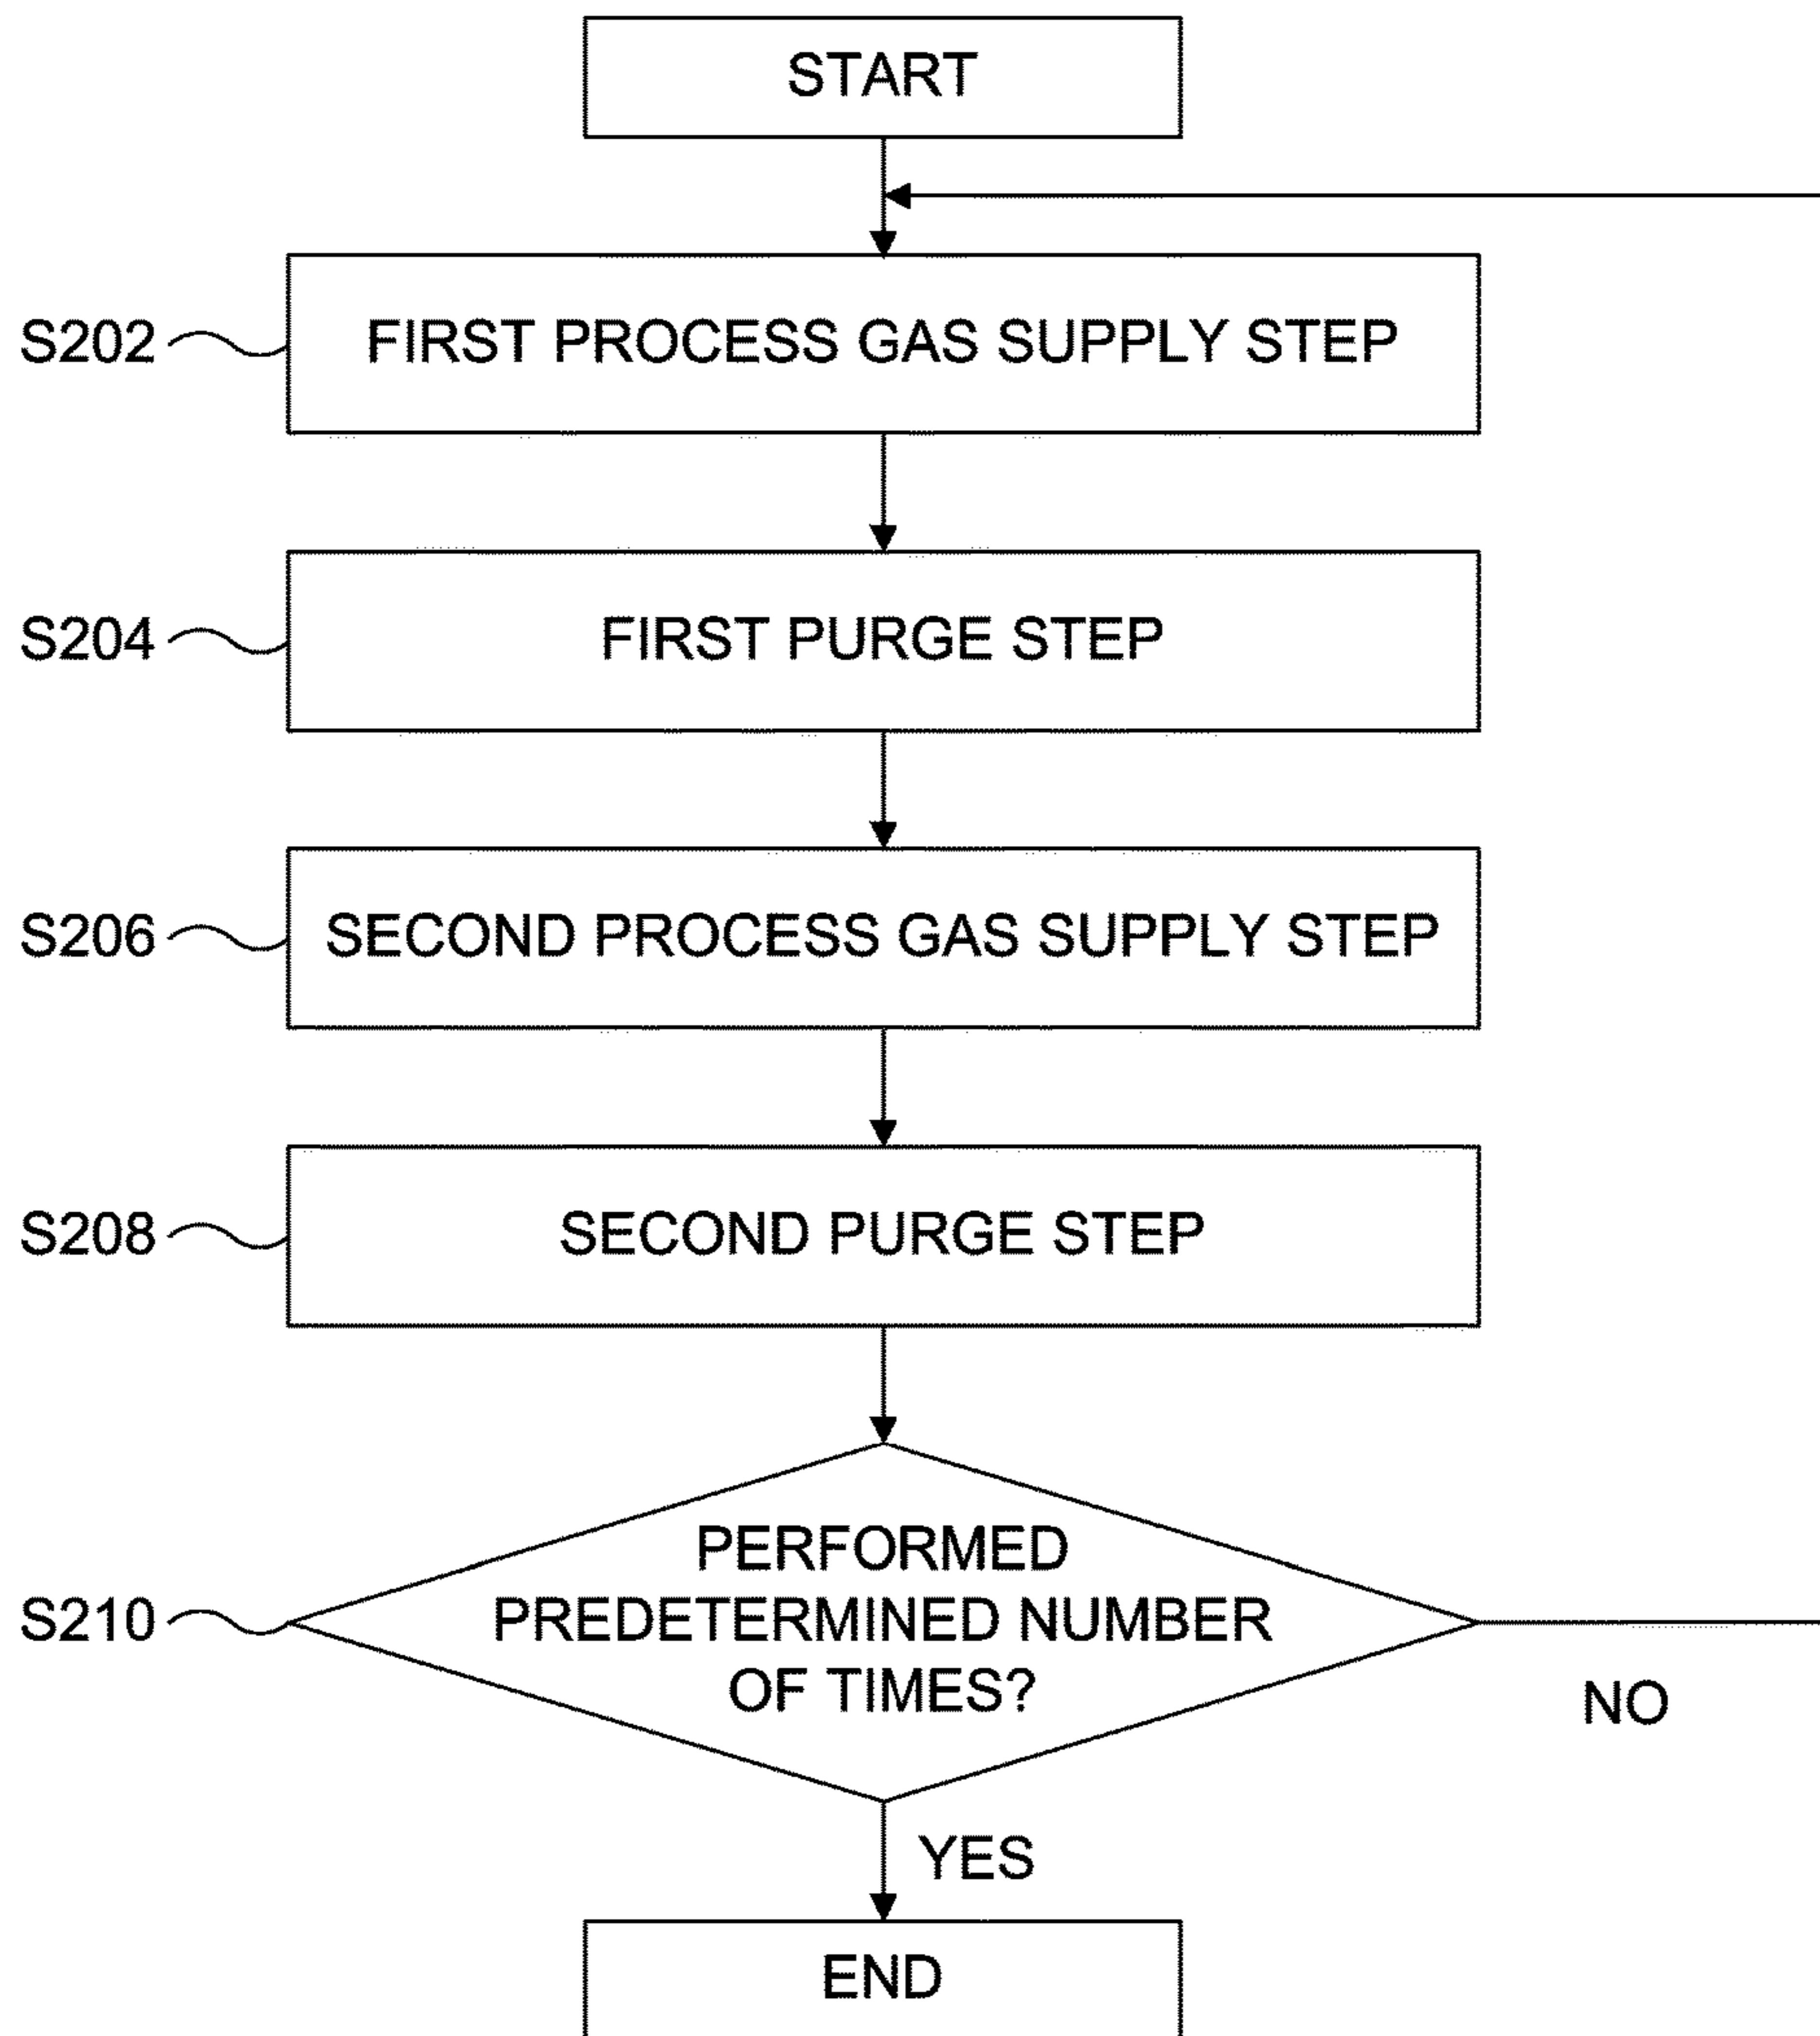 START
S202
FIRST PROCESS GAS SUPPLY STEP
S204
FIRST PURGE STEP
S206
SECOND PROCESS GAS SUPPLY STEP
S208
SECOND PURGE STEP
S210
PERFORMED
PREDETERMINED NUMBER
OF TIMES?
NO
YES
END